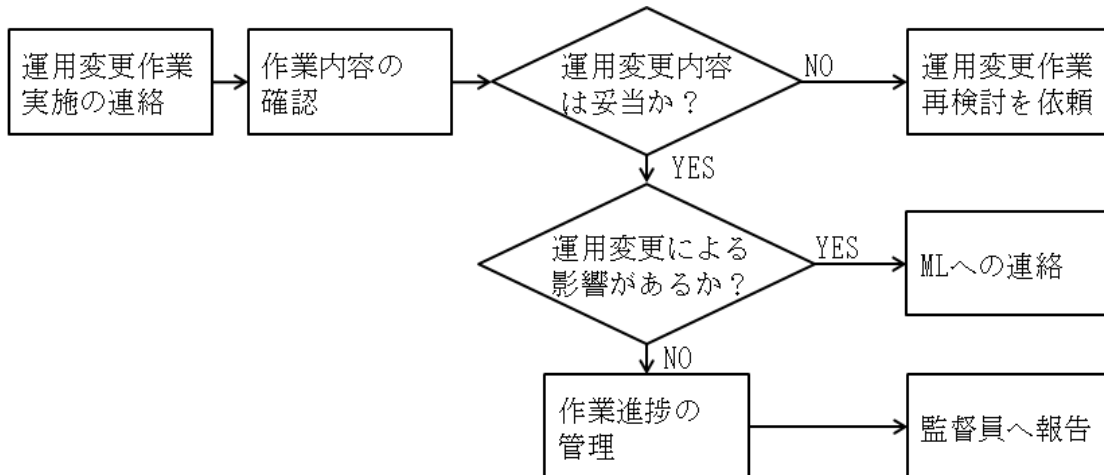 運用変更作業
実施の連絡
作業内容の
確認
運用変更内容
は妥当か？
NO
運用変更作業
再検討を依頼
YES
運用変更による
影響があるか？
YES
MLへの連絡
NO
作業進捗の
管理
監督員へ報告